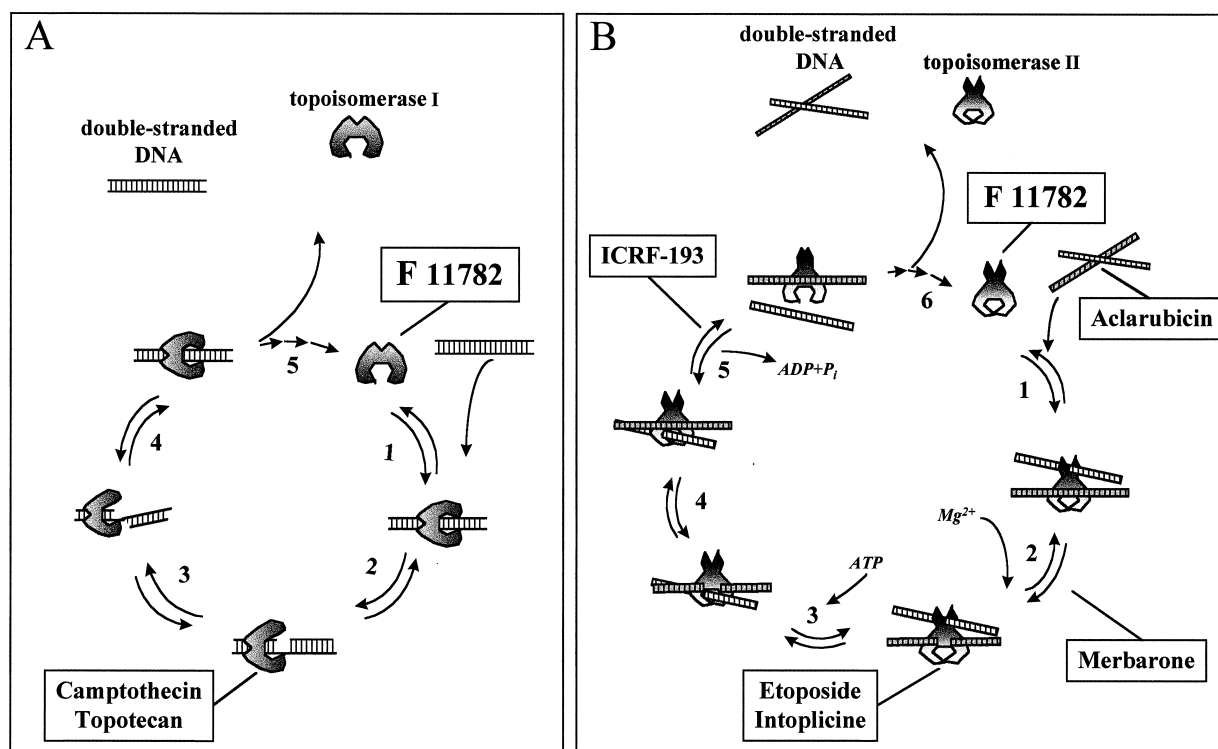 A
double-stranded
DNA
topoisomerase I
F 11782
5
4
1
3
2
Camptothecin
Topotecan
B
double-stranded
DNA
topoisomerase II
F 11782
ICRF-193
6
Aclarubicin
5
ADP+Pi
1
4
Mg2+
2
ATP
3
Merbarone
Etoposide
Intoplicine